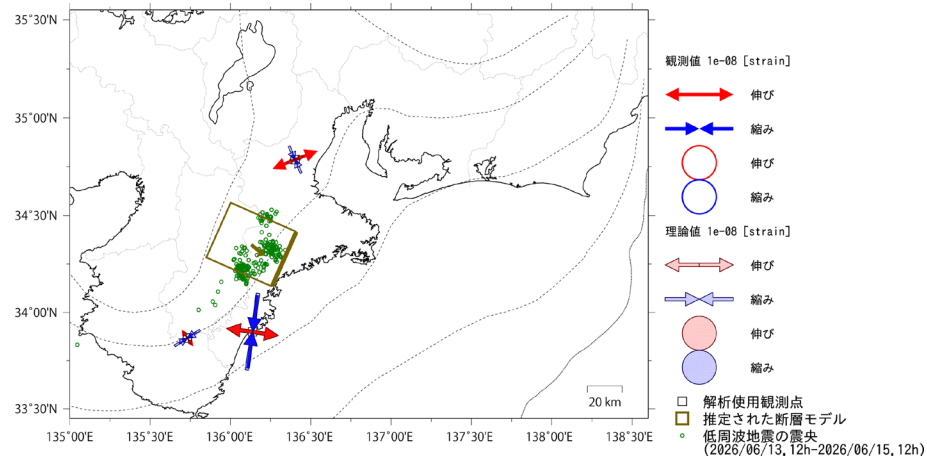 35°30'N
35°00'N
34°30'N
34°00'N
33°30'N
135°00'E
135°30'E
136°00'E
136°30'E
137°00'E
137°30'E
138°00'E
138°30'E
20 km
観測値 1e-08 [strain]
伸び
縮み
伸び
縮み
理論値 1e-08 [strain]
伸び
縮み
伸び
縮み
解析使用観測点
推定された断層モデル
低周波地震の震央
(2026/06/13,12h-2026/06/15,12h)